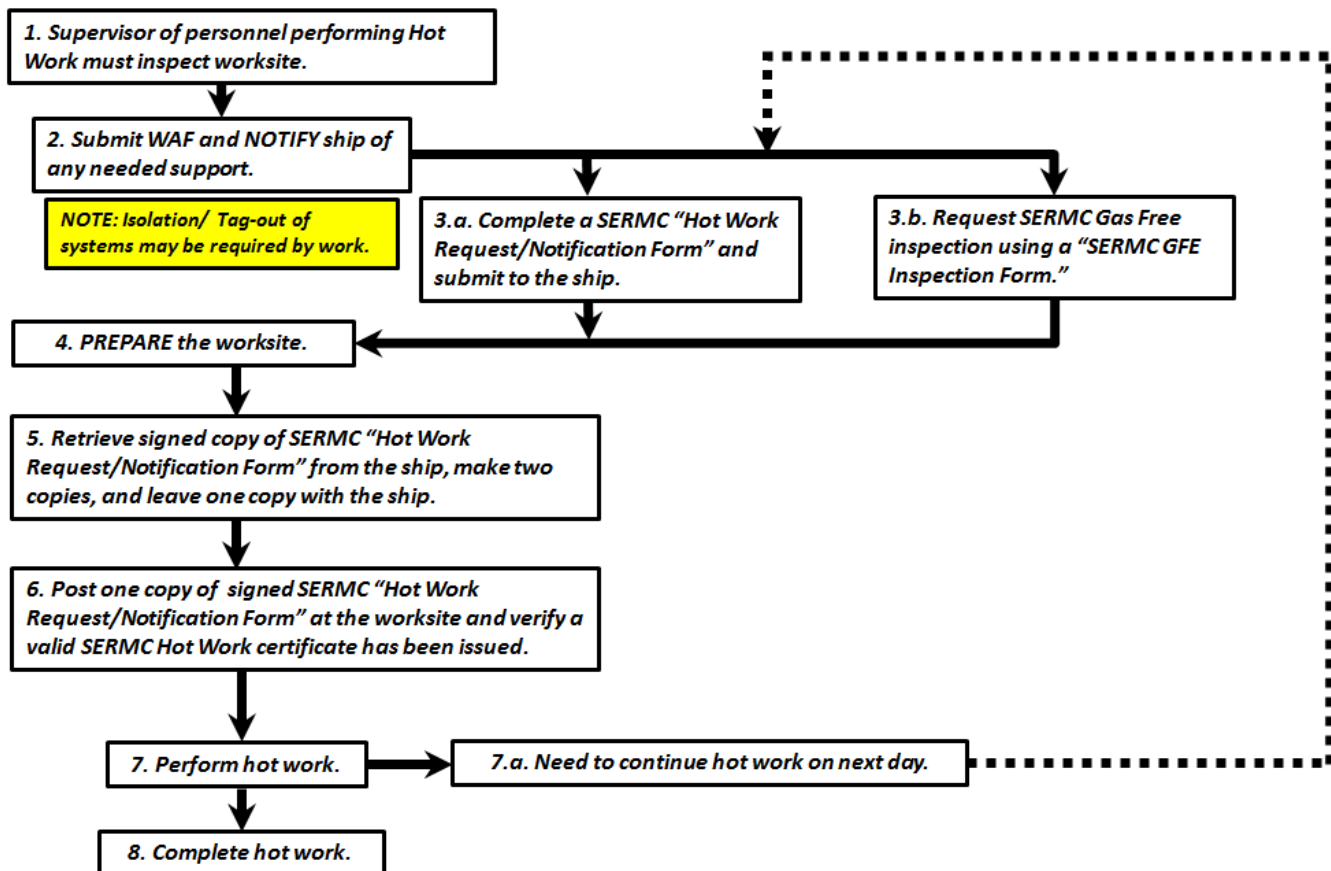 1. Supervisor of personnel performing Hot
Work must inspect worksite.
2. Submit WAF and NOTIFY ship of
any needed support.
NOTE: Isolation/ Tag-out of
systems may be required by work.
3.a. Complete a SERMC “Hot Work
Request/Notification Form” and
submit to the ship.
3.b. Request SERMC Gas Free
inspection using a “SERMC GFE
Inspection Form.”
4. PREPARE the worksite.
5. Retrieve signed copy of SERMC “Hot Work
Request/Notification Form” from the ship, make two
copies, and leave one copy with the ship.
6. Post one copy of signed SERMC “Hot Work
Request/Notification Form” at the worksite and verify a
valid SERMC Hot Work certificate has been issued.
7. Perform hot work.
7.a. Need to continue hot work on next day.
8. Complete hot work.